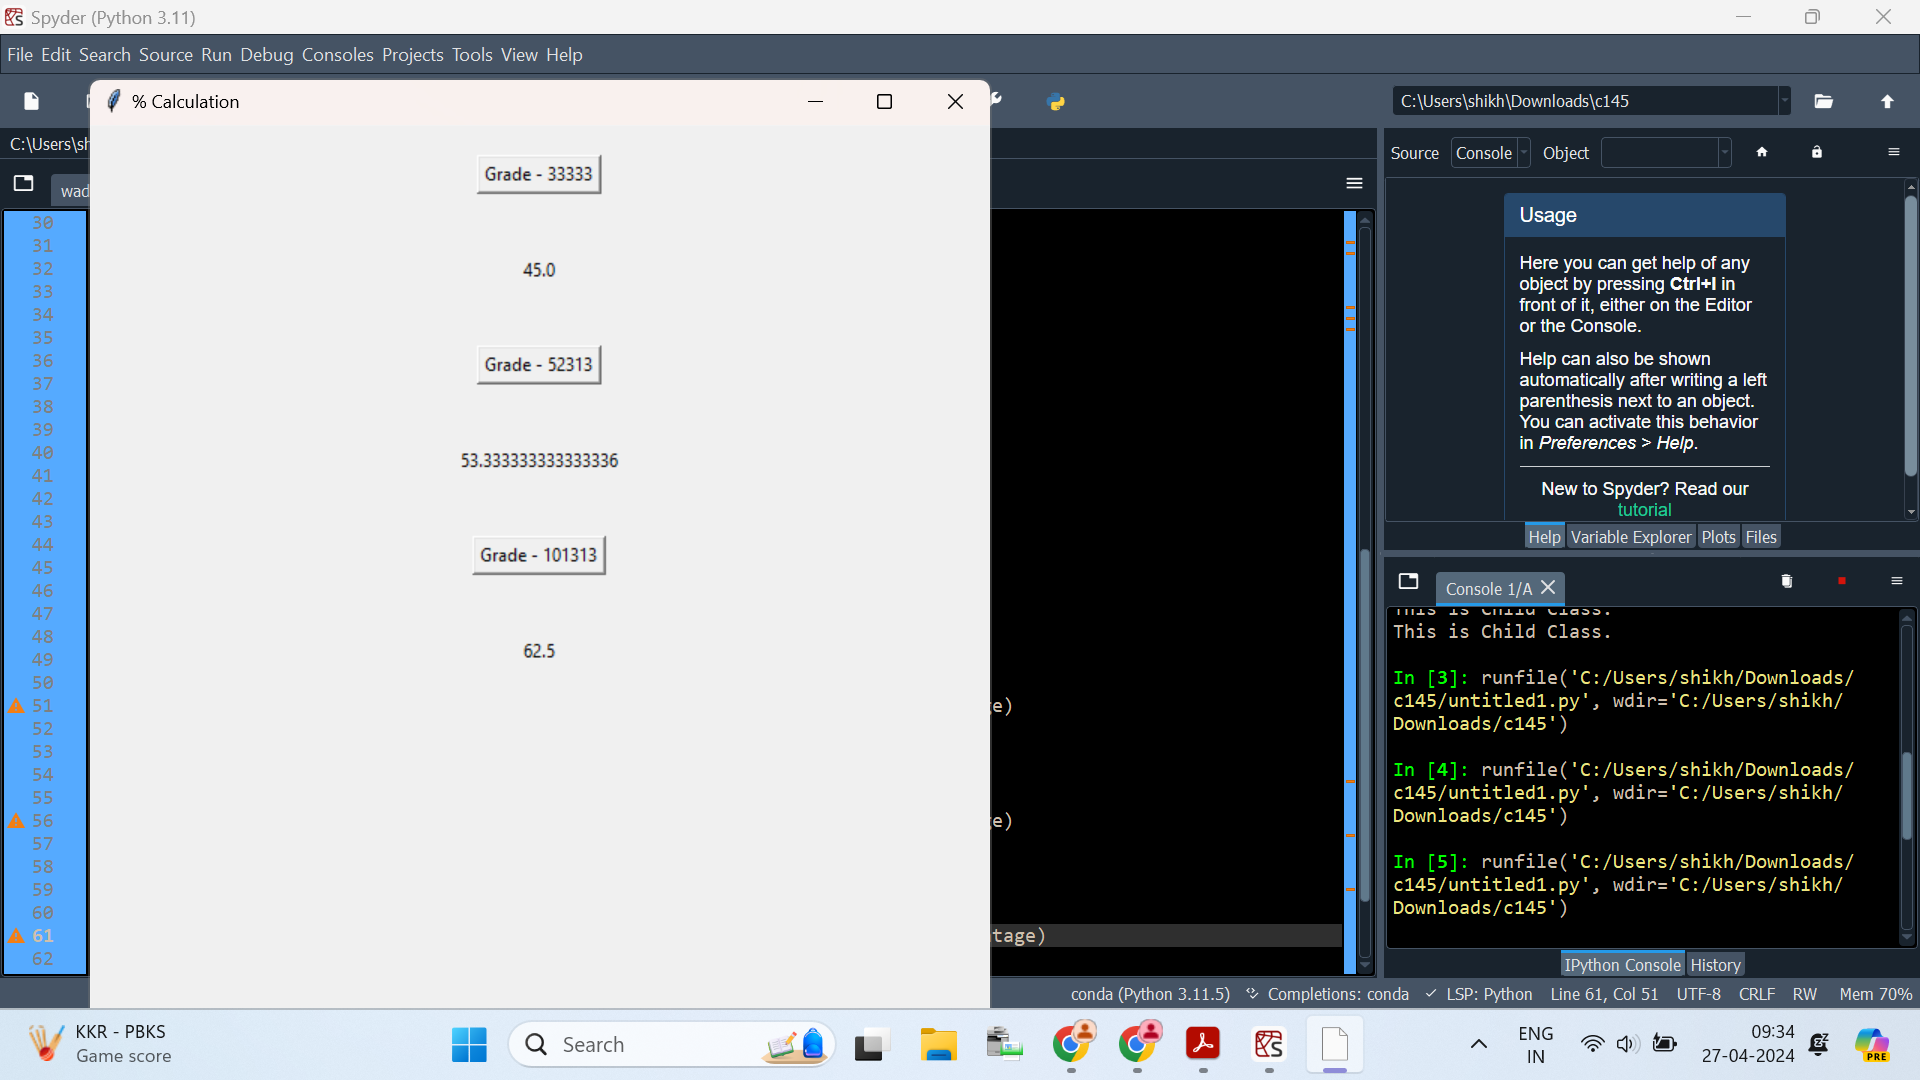 Spyder (Python 3.11)
File Edit Search Source Run Debug Consoles Projects Tools View Help
% Calculation
C:\Users\shikh\Downloads\c145
C:\Users\sh
Source Console Object
wad
Grade - 33333
45.0
Grade - 52313
53.333333333333336
Grade - 101313
62.5
30
31
32
33
34
35
36
37
38
39
40
41
42
43
44
45
46
47
48
49
50
51
52
53
54
55
56
57
58
59
60
61
62
e)
e)
tage)
Usage
Here you can get help of any
object by pressing Ctrl+I in
front of it, either on the Editor
or the Console.
Help can also be shown
automatically after writing a left
parenthesis next to an object.
You can activate this behavior
in Preferences > Help.
New to Spyder? Read our
tutorial
Help Variable Explorer Plots Files
Console 1/A
This is Child Class.
This is Child Class.
In [3]: runfile('C:/Users/shikh/Downloads/
c145/untitled1.py', wdir='C:/Users/shikh/
Downloads/c145')
In [4]: runfile('C:/Users/shikh/Downloads/
c145/untitled1.py', wdir='C:/Users/shikh/
Downloads/c145')
In [5]: runfile('C:/Users/shikh/Downloads/
c145/untitled1.py', wdir='C:/Users/shikh/
Downloads/c145')
IPython Console History
conda (Python 3.11.5) Completions: conda LSP: Python Line 61, Col 51 UTF-8 CRLF RW Mem 70%
KKR - PBKS
Game score
Search
ENG
IN
09:34
27-04-2024
PRE